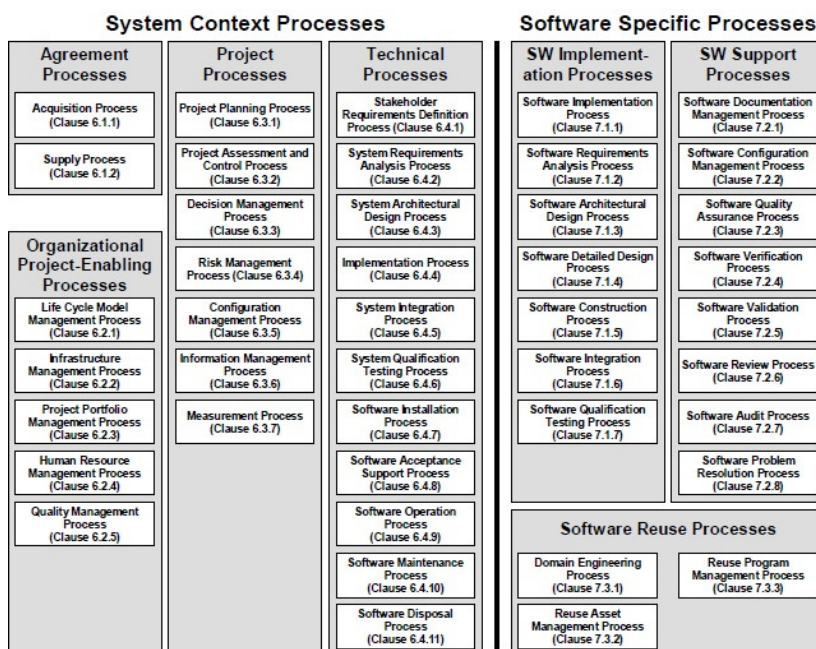 System Context Processes
Software Specific Processes
Agreement
Processes
Acquisition Process
(Clause 6.1.1)
Supply Process
(Clause 6.1.2)
Organizational
Project-Enabling
Processes
Life Cycle Model
Management Process
(Clause 6.2.1)
Infrastructure
Management Process
(Clause 6.2.2)
Project Portfolio
Management Process
(Clause 6.2.3)
Human Resource
Management Process
(Clause 6.2.4)
Quality Management
Process
(Clause 6.2.5)
Project
Processes
Project Planning Process
(Clause 6.3.1)
Project Assessment and
Control Process
(Clause 6.3.2)
Decision Management
Process
(Clause 6.3.3)
Risk Management
Process (Clause 6.3.4)
Configuration
Management Process
(Clause 6.3.5)
Information Management
Process
(Clause 6.3.6)
Measurement Process
(Clause 6.3.7)
Technical
Processes
Stakeholder
Requirements Definition
Process (Clause 6.4.1)
System Requirements
Analysis Process
(Clause 6.4.2)
System Architectural
Design Process
(Clause 6.4.3)
Implementation Process
(Clause 6.4.4)
System Integration
Process
(Clause 6.4.5)
System Qualification
Testing Process
(Clause 6.4.6)
Software Installation
Process
(Clause 6.4.7)
Software Acceptance
Support Process
(Clause 6.4.8)
Software Operation
Process
(Clause 6.4.9)
Software Maintenance
Process
(Clause 6.4.10)
Software Disposal
Process
(Clause 6.4.11)
SW Implement-
ation Processes
Software Implementation
Process
(Clause 7.1.1)
Software Requirements
Analysis Process
(Clause 7.1.2)
Software Architectural
Design Process
(Clause 7.1.3)
Software Detailed Design
Process
(Clause 7.1.4)
Software Construction
Process
(Clause 7.1.5)
Software Integration
Process
(Clause 7.1.6)
Software Qualification
Testing Process
(Clause 7.1.7)
SW Support
Processes
Software Documentation
Management Process
(Clause 7.2.1)
Software Configuration
Management Process
(Clause 7.2.2)
Software Quality
Assurance Process
(Clause 7.2.3)
Software Verification
Process
(Clause 7.2.4)
Software Validation
Process
(Clause 7.2.5)
Software Review Process
(Clause 7.2.6)
Software Audit Process
(Clause 7.2.7)
Software Problem
Resolution Process
(Clause 7.2.8)
Software Reuse Processes
Domain Engineering
Process
(Clause 7.3.1)
Reuse Asset
Management Process
(Clause 7.3.2)
Reuse Program
Management Process
(Clause 7.3.3)